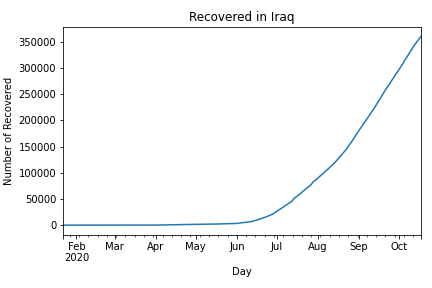 Recovered in Iraq
Number of Recovered
350000
300000
250000
200000
150000
100000
50000
0
Feb Mar Apr May Jun Jul Aug Sep Oct
2020
Day